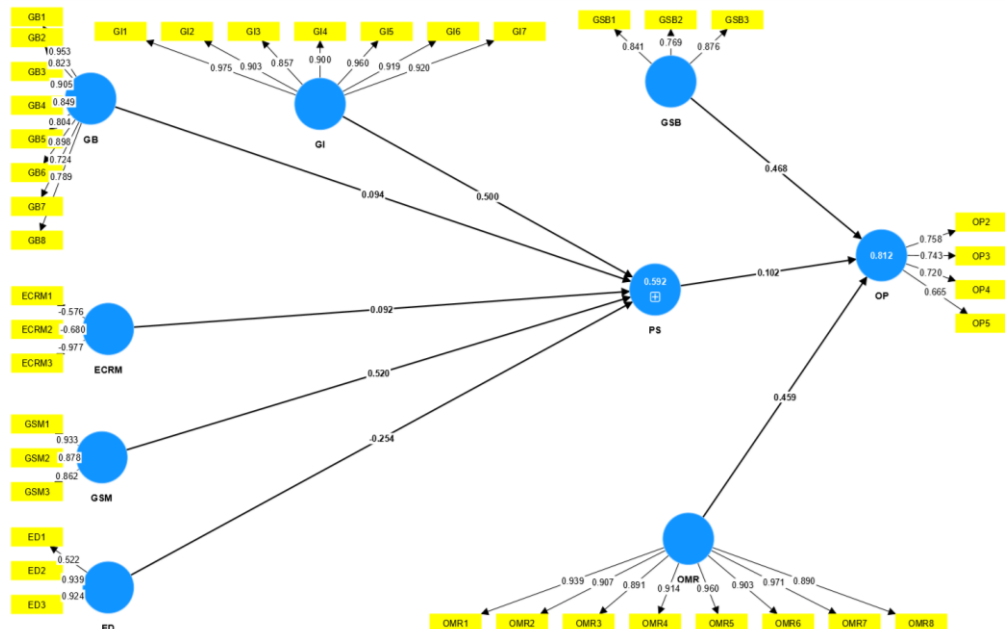 GB1
GB2
GB3
GB4
GB5
GB6
GB7
GB8
0.953
0.823
0.905
0.849
0.804
0.898
0.724
0.789
GB
GI1 GI2 GI3 GI4 GI5 GI6 GI7
0.975 0.903 0.857 0.900 0.960 0.919 0.920
GI
GSB1 GSB2 GSB3
0.841 0.769 0.876
GSB
0.094
0.500
0.468
ECRM1
ECRM2
ECRM3
-0.576
-0.680
-0.977
ECRM
0.092
0.592
PS
0.102
0.812
OP
0.758
0.743
0.720
0.665
OP2
OP3
OP4
OP5
GSM1
GSM2
GSM3
0.933
0.878
0.862
GSM
0.520
-0.254
0.459
ED1
ED2
ED3
0.522
0.939
0.924
ED
OMR
0.939 0.907 0.891 0.914 0.960 0.903 0.971 0.890
OMR1 OMR2 OMR3 OMR4 OMR5 OMR6 OMR7 OMR8